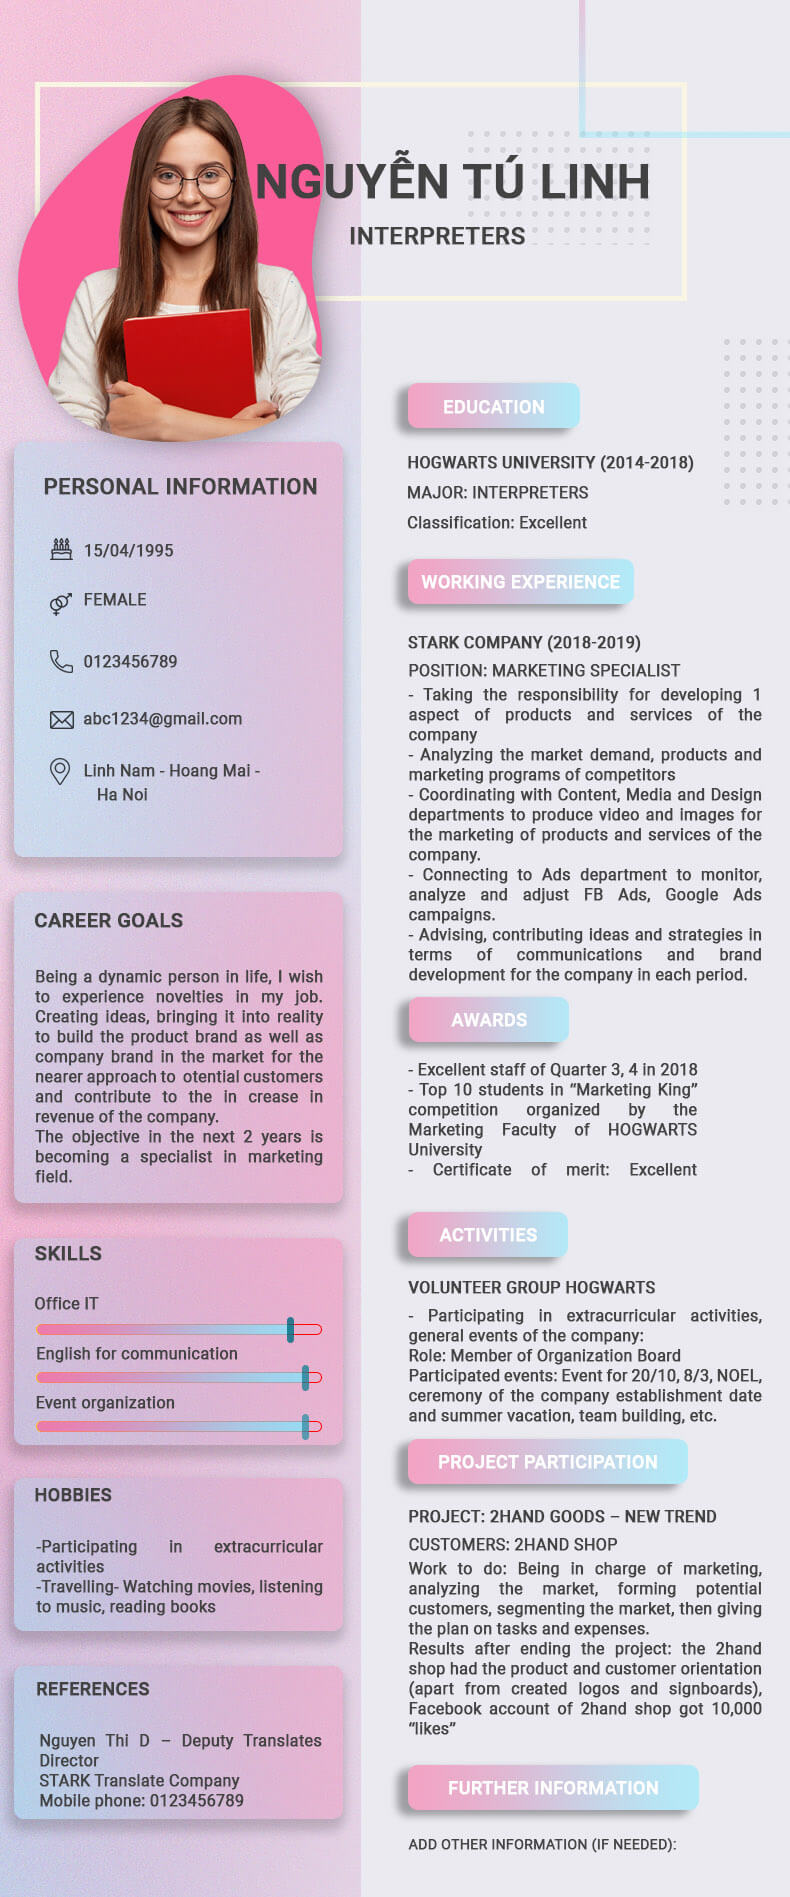 NGUYỄN TÚ LINH
INTERPRETERS
PERSONAL INFORMATION
15/04/1995
FEMALE
0123456789
abc1234@gmail.com
Linh Nam - Hoang Mai -
Ha Noi
CAREER GOALS
Being a dynamic person in life, I wish
to experience novelties in my job.
Creating ideas, bringing it into reality
to build the product brand as well as
company brand in the market for the
nearer approach to otential customers
and contribute to the in crease in
revenue of the company.
The objective in the next 2 years is
becoming a specialist in marketing
field.
SKILLS
Office IT
English for communication
Event organization
HOBBIES
-Participating in extracurricular
activities
-Travelling- Watching movies, listening
to music, reading books
REFERENCES
Nguyen Thi D – Deputy Translates
Director
STARK Translate Company
Mobile phone: 0123456789
EDUCATION
HOGWARTS UNIVERSITY (2014-2018)
MAJOR: INTERPRETERS
Classification: Excellent
WORKING EXPERIENCE
STARK COMPANY (2018-2019)
POSITION: MARKETING SPECIALIST
- Taking the responsibility for developing 1
aspect of products and services of the
company
- Analyzing the market demand, products and
marketing programs of competitors
- Coordinating with Content, Media and Design
departments to produce video and images for
the marketing of products and services of the
company.
- Connecting to Ads department to monitor,
analyze and adjust FB Ads, Google Ads
campaigns.
- Advising, contributing ideas and strategies in
terms of communications and brand
development for the company in each period.
AWARDS
- Excellent staff of Quarter 3, 4 in 2018
- Top 10 students in “Marketing King”
competition organized by the
Marketing Faculty of HOGWARTS
University
- Certificate of merit: Excellent
ACTIVITIES
VOLUNTEER GROUP HOGWARTS
- Participating in extracurricular activities,
general events of the company:
Role: Member of Organization Board
Participated events: Event for 20/10, 8/3, NOEL,
ceremony of the company establishment date
and summer vacation, team building, etc.
PROJECT PARTICIPATION
PROJECT: 2HAND GOODS – NEW TREND
CUSTOMERS: 2HAND SHOP
Work to do: Being in charge of marketing,
analyzing the market, forming potential
customers, segmenting the market, then giving
the plan on tasks and expenses.
Results after ending the project: the 2hand
shop had the product and customer orientation
(apart from created logos and signboards),
Facebook account of 2hand shop got 10,000
“likes”
FURTHER INFORMATION
ADD OTHER INFORMATION (IF NEEDED):